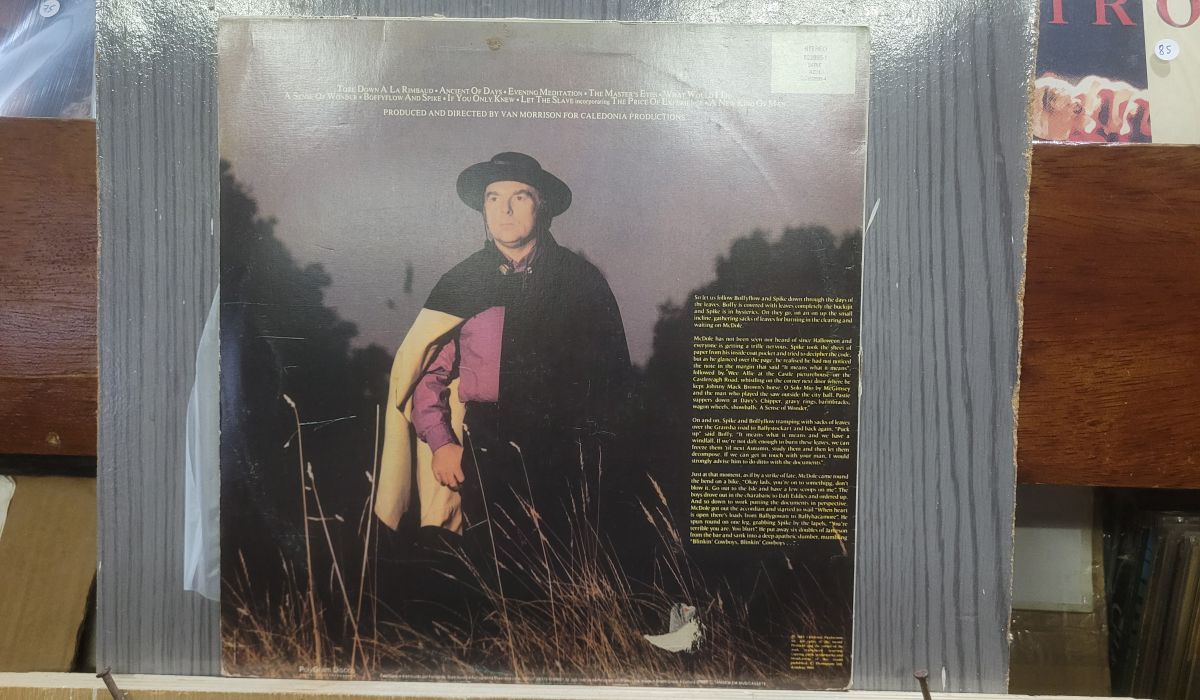 75
TRO
85
STEREO
TORE DOWN A LA RIMBAUD • ANCIENT OF DAYS • EVENING MEDITATION • THE MASTER'S EYES • WHAT WOULD I DO
A SENSE OF WONDER • BOFFYFLOW AND SPIKE • IF YOU ONLY KNEW • LET THE SLAVE incorporating THE PRICE OF EXPERIENCE • A NEW KIND OF MAN
PRODUCED AND DIRECTED BY VAN MORRISON FOR CALEDONIA PRODUCTIONS
So let us follow Boffyflow and Spike down through the days of
the leaves. Boffy is covered with leaves completely the buckijit
and Spike is in hysterics. On they go, on an on up the small
incline, gathering sacks of leaves for burning in the clearing and
waiting on McDole.
McDole has not been seen nor heard of since Halloween and
everyone is getting a trifle nervous. Spike took the sheet of
paper from his inside coat pocket and tried to decipher the code,
but as he glanced over the page, he realised he had not noticed
the note in the margin that said "It means what it means",
followed by, Wee Alfie at the Castle picturehouse on the
Castlereagh Road, whistling on the corner next door where he
kept Johnny Mack Brown's horse. O Solo Mio by McGimsey
and the man who played the saw outside the city hall. Pastie
suppers down at Davy's Chipper, gravy rings, barmbracks,
wagon wheels, snowballs. A Sense of Wonder."
On and on, Spike and Boffyflow tramping with sacks of leaves
over the Gransha road to Ballystockart and back again. "Pack
up" said Boffy. "It means what it means and we have a
windfall. If we're not daft enough to burn these leaves, we can
freeze them 'til next Autumn, study them and then let them
decompose. If we can get in touch with your man, I would
strongly advise him to do ditto with the documents".
Just at that moment, as if by a strike of fate, McDole came round
the bend on a bike. "Okay lads, you're on to something, don't
blow it. Go out to the Isle and have a few scoops on me". The
boys drove out in the charabanc to Daft Eddies and ordered up.
And so down to work putting the documents in perspective.
McDole got out the accordian and started to wail "When heart
is open there's loads from Ballygowan to Ballyhacamore". He
spun round on one leg, grabbing Spike by the lapels, "You're
terrible you are. You blurt". He put away six doubles of Jameson
from the bar and sank into a deep apathetic slumber, mumbling
"Blinkin' Cowboys, Blinkin' Cowboys . . ."
PolyGram Discos